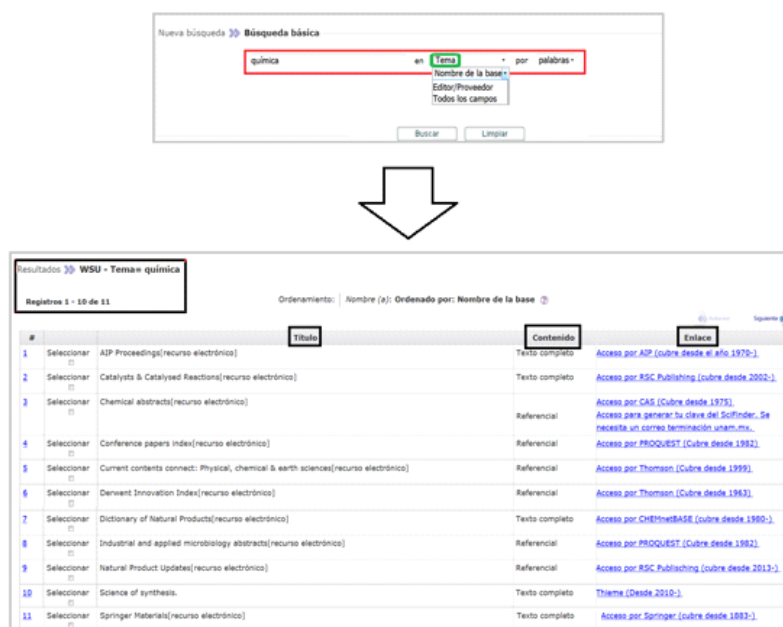 Nueva búsqueda Búsqueda básica
química en Tema por palabras
Nombre de la base
Editor/Proveedor
Todos los campos
Buscar Limpiar
Resultados WSU - Tema= química
Registros 1 - 10 de 11 Ordenamiento: Nombre (a): Ordenado por: Nombre de la base
Siguiente
# Título Contenido Enlace
1 Seleccionar AIP Proceedings[recurso electrónico] Texto completo Acceso por AIP (cubre desde el año 1970-)
2 Seleccionar Catalysts & Catalysed Reactions[recurso electrónico] Texto completo Acceso por RSC Publishing (cubre desde 2002-)
3 Seleccionar Chemical abstracts[recurso electrónico] Referencial Acceso por CAS (Cubre desde 1975)
Acceso para generar tu clave del SciFinder. Se
necesita un correo terminación unam.mx.
4 Seleccionar Conference papers index[recurso electrónico] Referencial Acceso por PROQUEST (Cubre desde 1982)
5 Seleccionar Current contents connect: Physical, chemical & earth sciences[recurso electrónico] Referencial Acceso por Thomson (Cubre desde 1999)
6 Seleccionar Derwent Innovation Index[recurso electrónico] Referencial Acceso por Thomson (Cubre desde 1963)
7 Seleccionar Dictionary of Natural Products[recurso electrónico] Texto completo Acceso por CHEMnetBASE (cubre desde 1980-)
8 Seleccionar Industrial and applied microbiology abstracts[recurso electrónico] Referencial Acceso por PROQUEST (Cubre desde 1982)
9 Seleccionar Natural Product Updates[recurso electrónico] Referencial Acceso por RSC Publisching (cubre desde 2013-)
10 Seleccionar Science of synthesis. Texto completo Thieme (Desde 2010-)
11 Seleccionar Springer Materials[recurso electrónico] Texto completo Acceso por Springer (cubre desde 1883-)